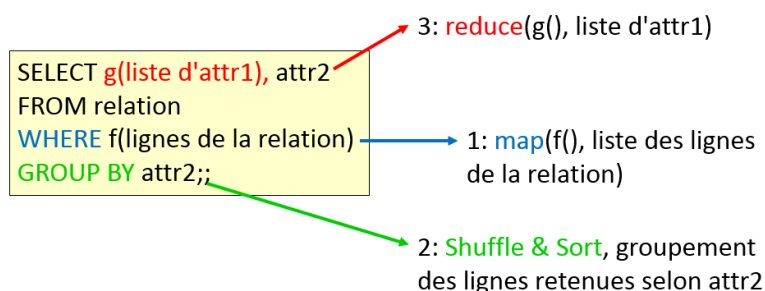 3: reduce(g(), liste d'attr1)
SELECT g(liste d'attr1), attr2
FROM relation
WHERE f(lignes de la relation)
GROUP BY attr2;;
1: map(f(), liste des lignes
de la relation)
2: Shuffle & Sort, groupement
des lignes retenues selon attr2